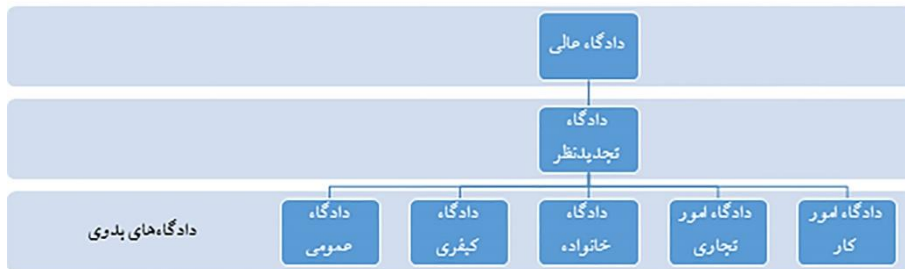 دادگاه عالی
دادگاه
تجدیدنظر
دادگاه امور
کار
دادگاه امور
تجاری
دادگاه
خانواده
دادگاه
کیفری
دادگاه
عمومی
دادگاه‌های بدوی